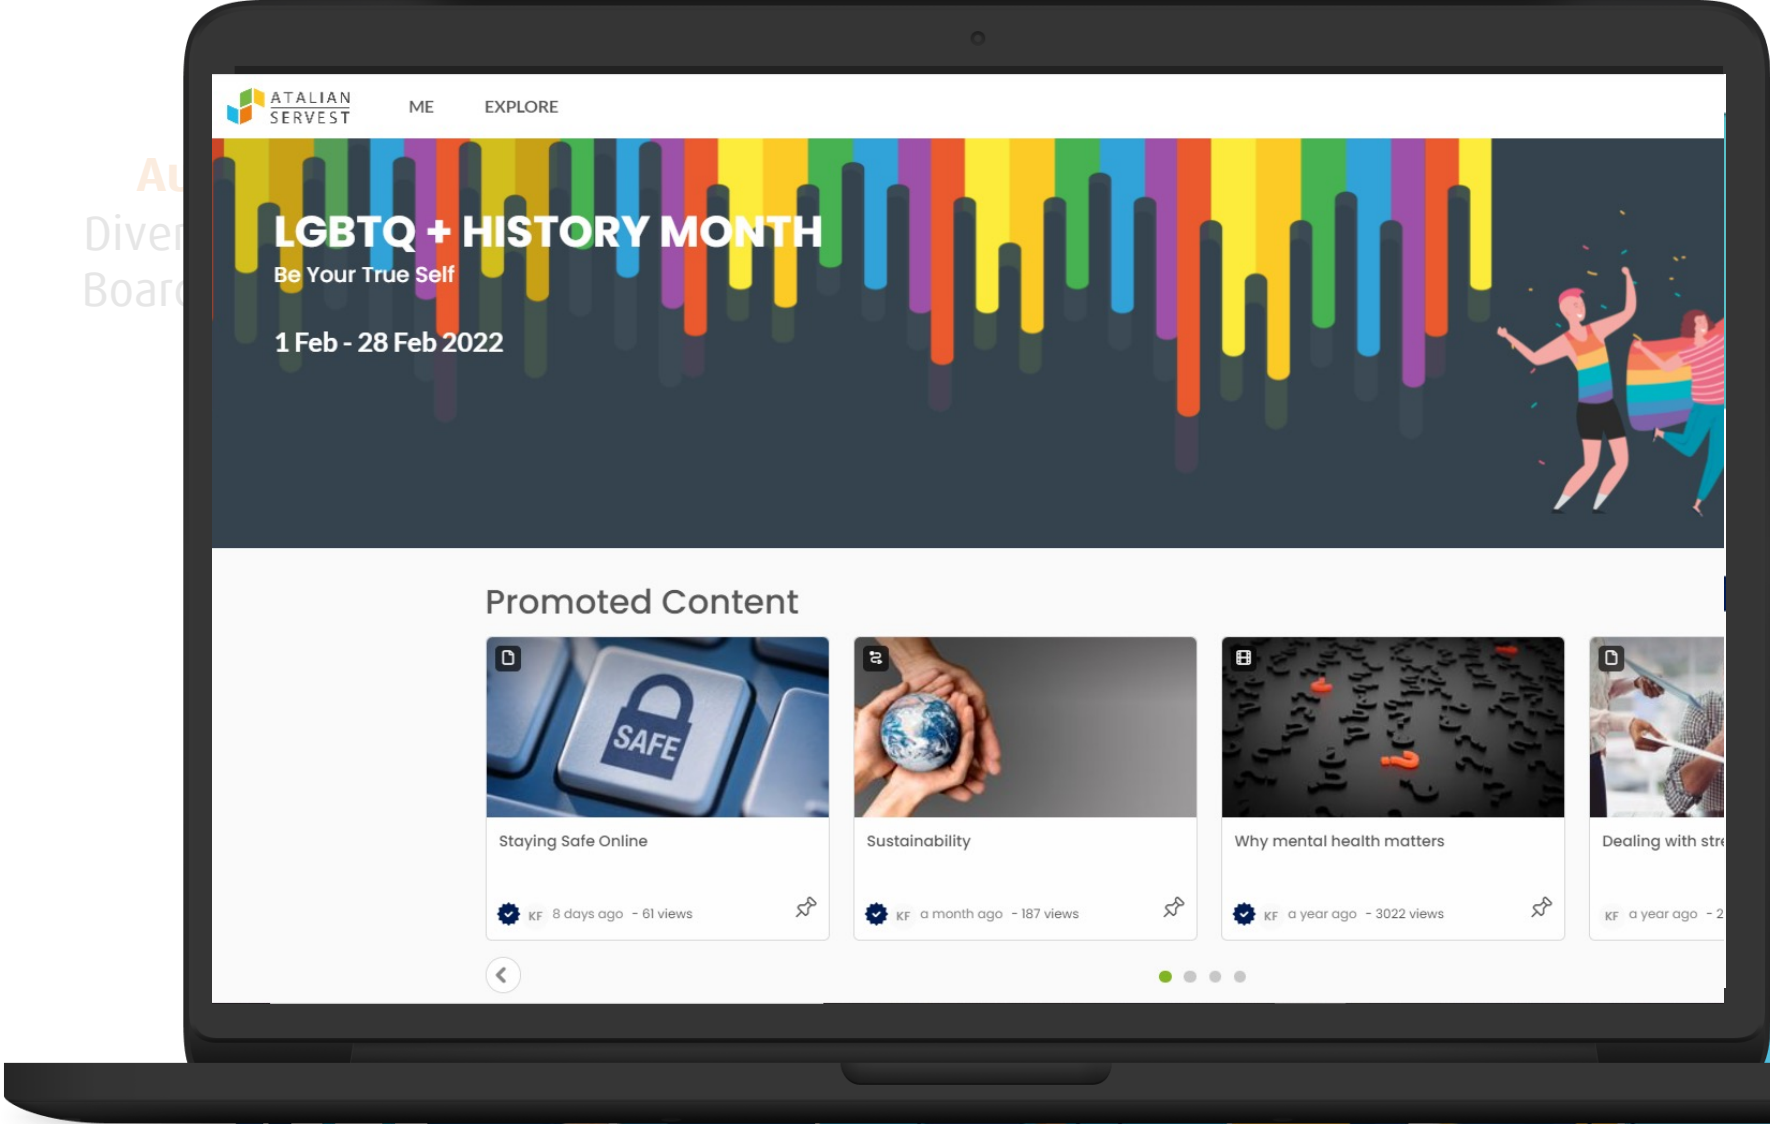 ATALIAN
SERVEST
ME
EXPLORE
LGBTQ + HISTORY MONTH
Be Your True Self
1 Feb - 28 Feb 2022
Promoted Content
SAFE
Staying Safe Online
KF 8 days ago - 61 views
Sustainability
KF a month ago - 187 views
Why mental health matters
KF a year ago - 3022 views
Dealing with
KF a year ago